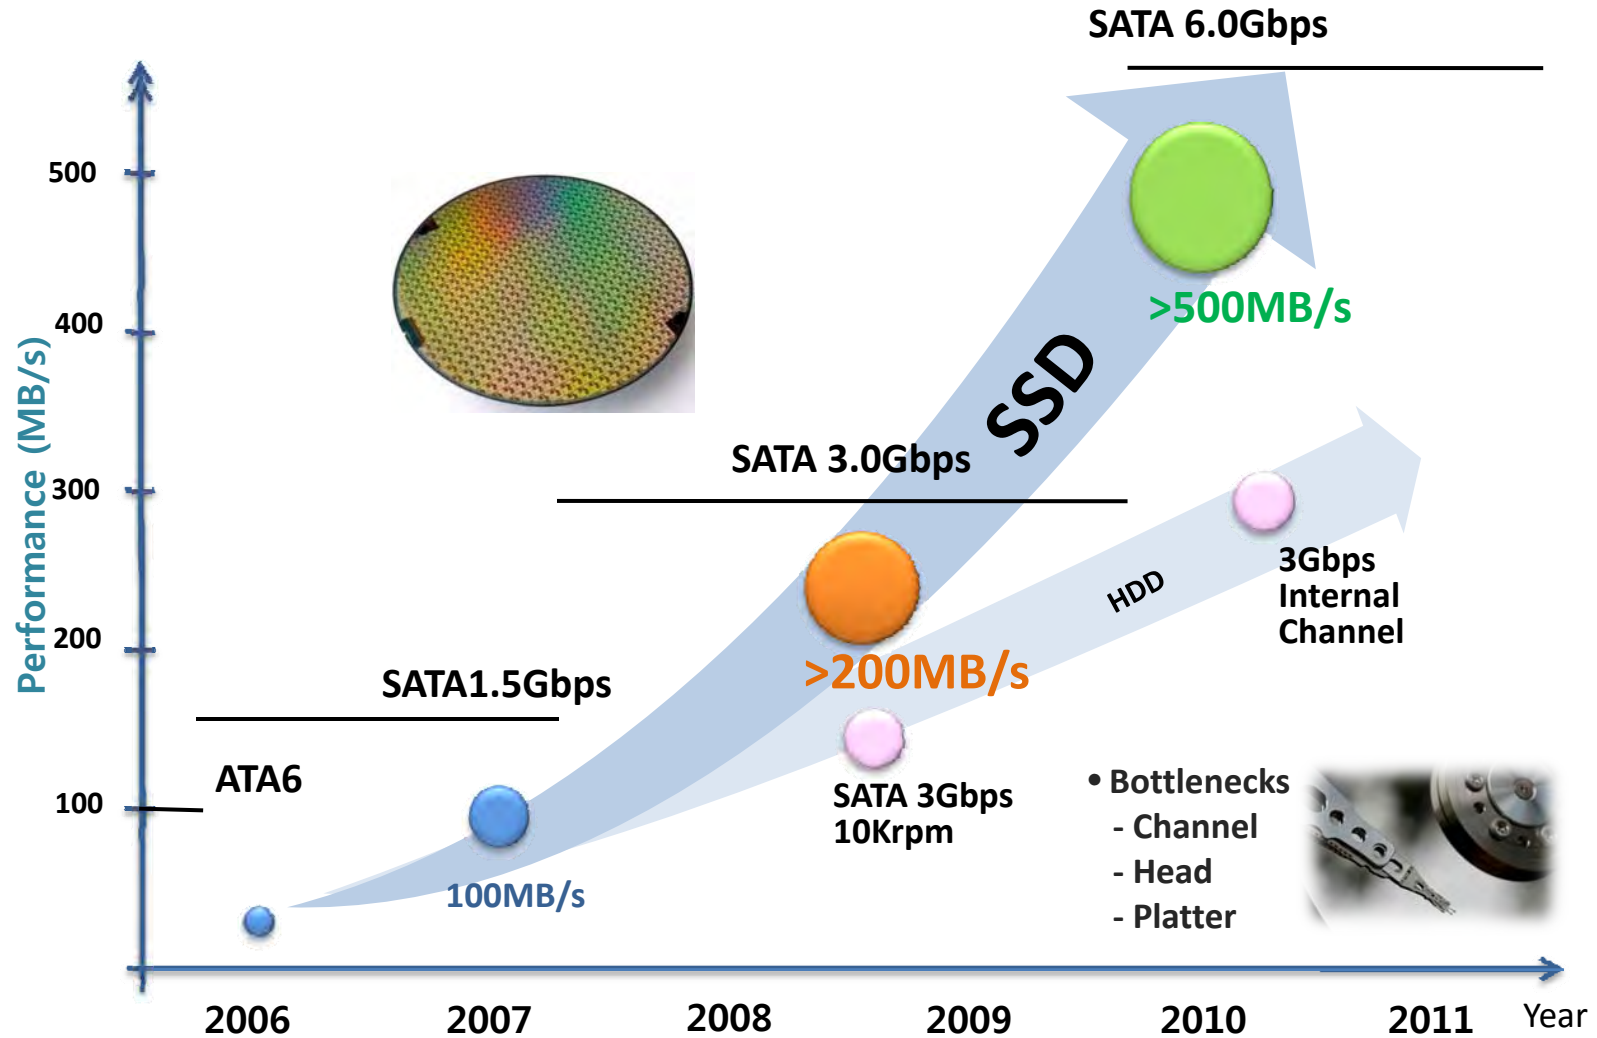 SATA 6.0Gbps
500
>500MB/s
400
SSD
Performance (MB/s)
SATA 3.0Gbps
300
3Gbps
Internal
Channel
HDD
200
>200MB/s
SATA1.5Gbps
ATA6
100
SATA 3Gbps
10Krpm
• Bottlenecks
- Channel
- Head
- Platter
100MB/s
2006
2007
2008
2009
2010
2011
Year